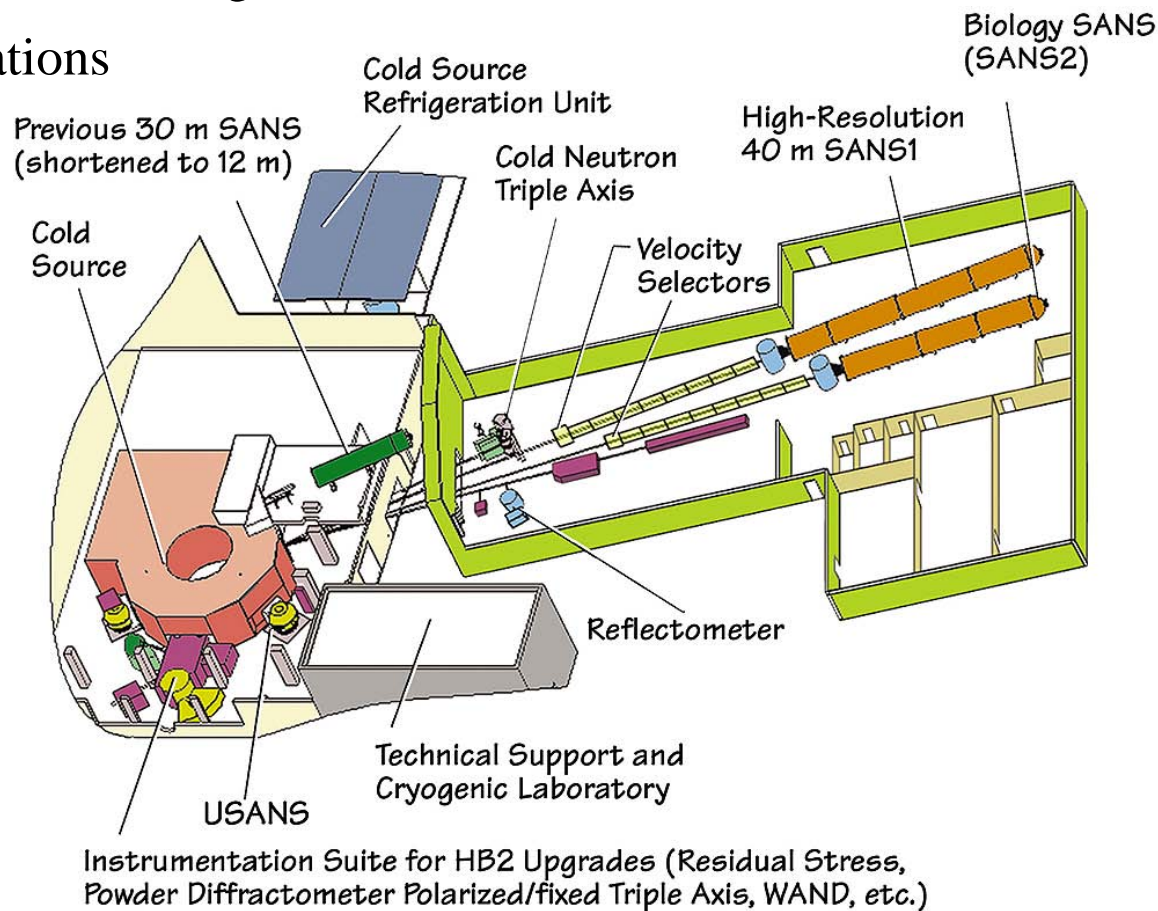 Biology SANS
(SANS2)
Cold Source
Refrigeration Unit
High-Resolution
40 m SANS1
Previous 30 m SANS
(shortened to 12 m)
Cold Neutron
Triple Axis
Cold
Source
Velocity
Selectors
Reflectometer
Technical Support and
Cryogenic Laboratory
USANS
Instrumentation Suite for HB2 Upgrades (Residual Stress,
Powder Diffractometer Polarized/fixed Triple Axis, WAND, etc.)